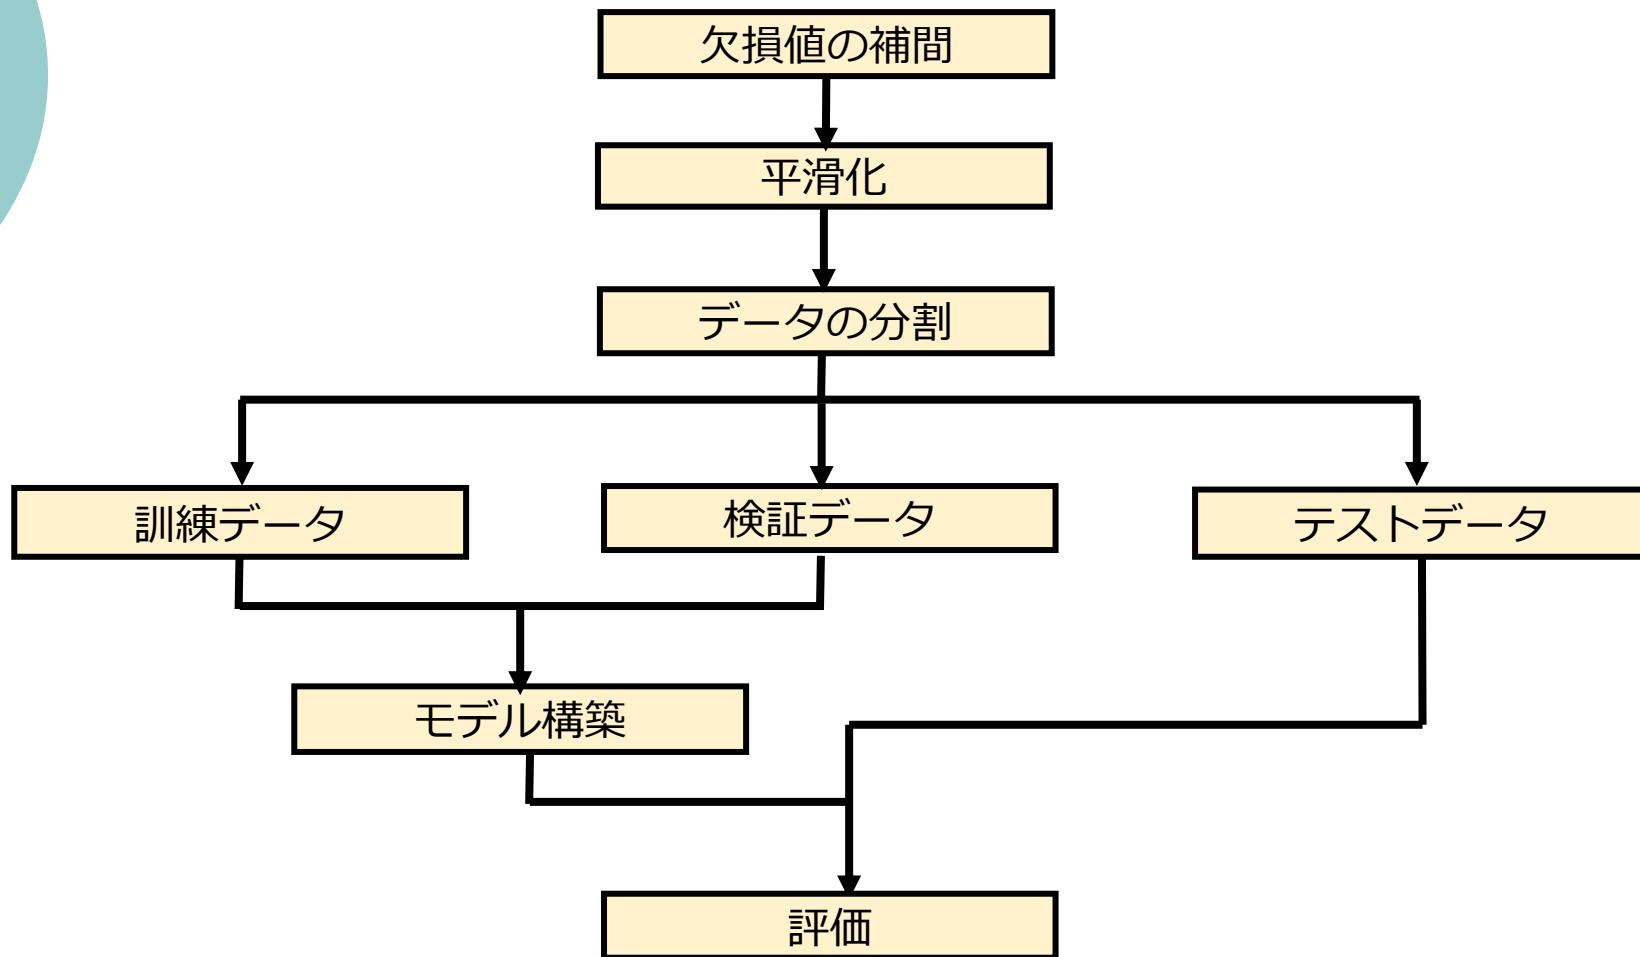 欠損値の補間
平滑化
データの分割
訓練データ
検証データ
テストデータ
モデル構築
評価